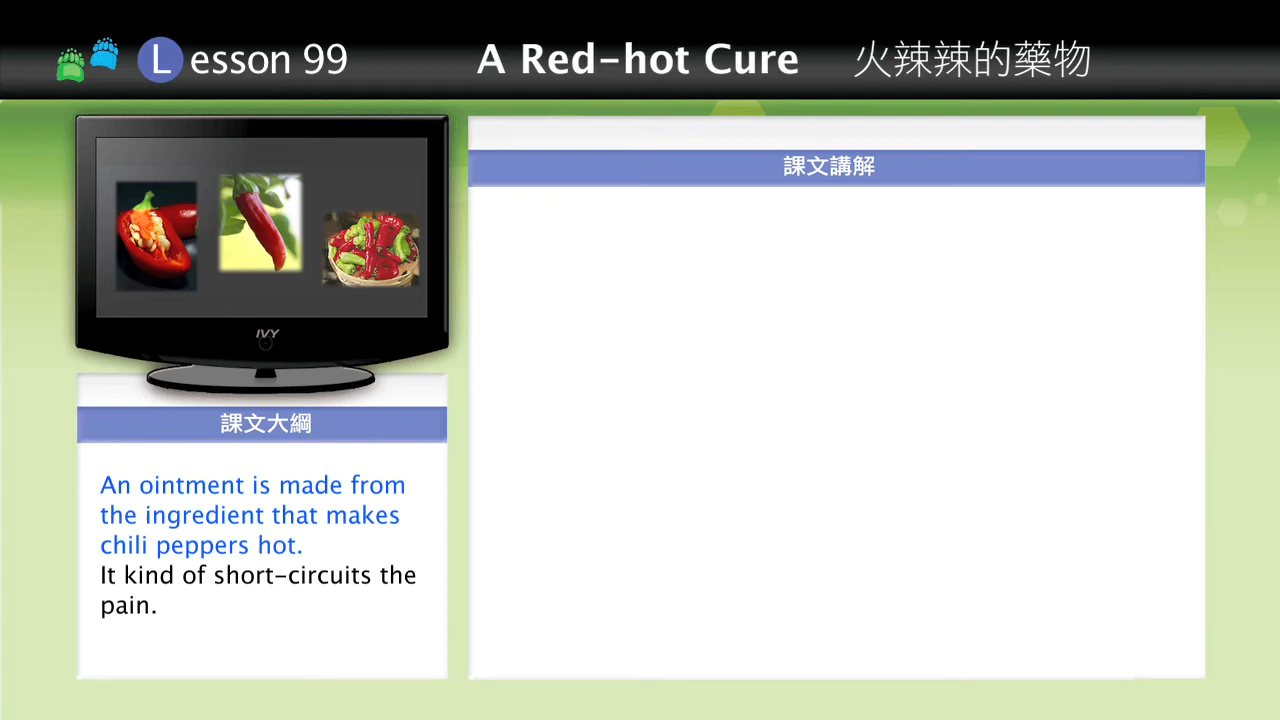 Lesson 99
A Red-hot Cure 火辣辣的藥物
課文講解
IVY
課文大綱
An ointment is made from
the ingredient that makes
chili peppers hot.
It kind of short-circuits the
pain.